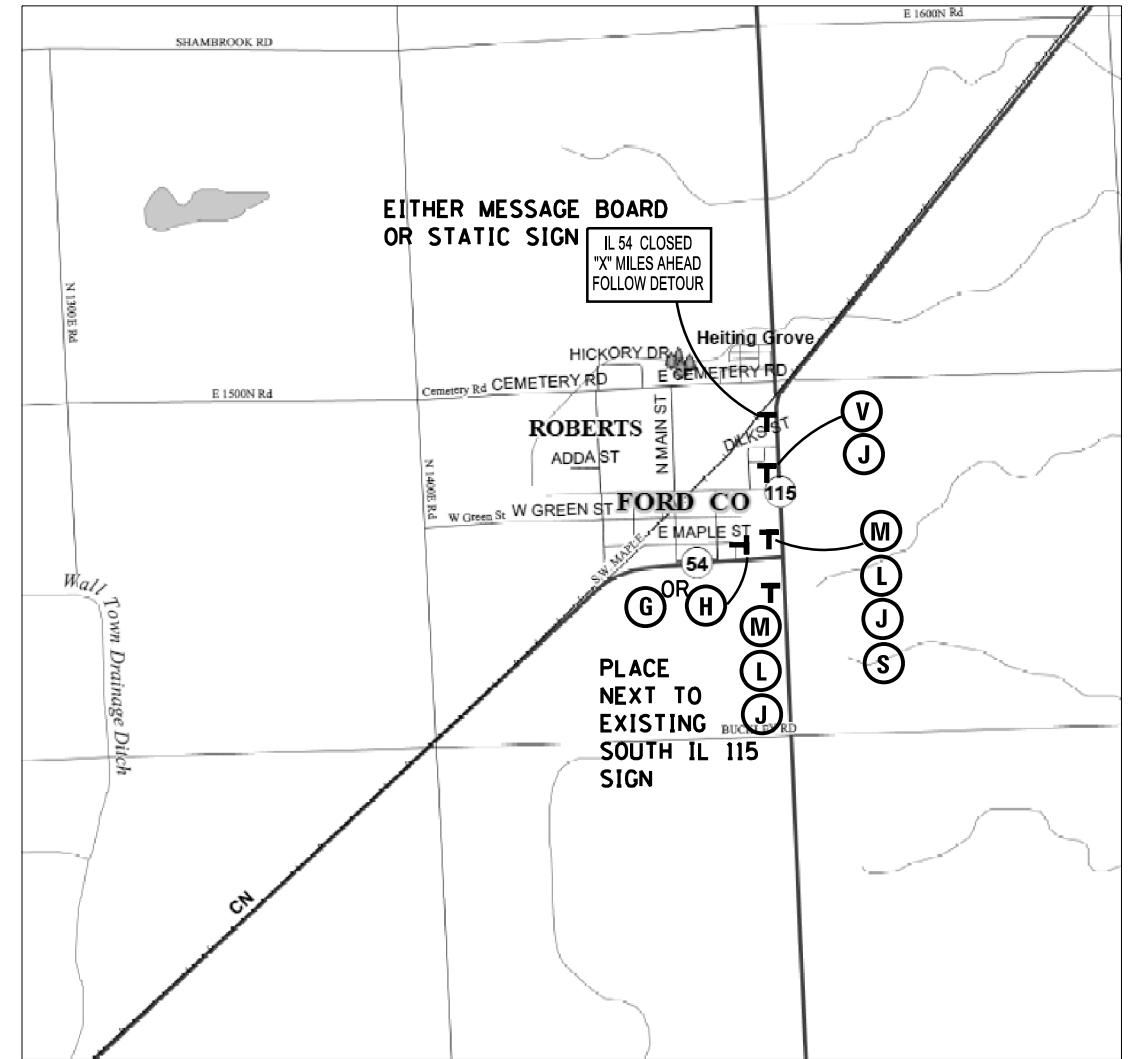 E 1600N Rd
SHAMBROOK RD
EITHER MESSAGE BOARD
OR STATIC SIGN
IL 54 CLOSED
"X" MILES AHEAD
FOLLOW DETOUR
N 1300E Rd
Heiting Grove
HICKORY DR
E CEMETERY RD
Cemetery Rd
CEMETERY RD
E 1500N Rd
V
J
N MAIN ST
DILKS ST
ROBERTS
ADDA ST
N 1400E Rd
115
FORD CO
W Green St
W GREEN ST
E MAPLE ST
S.W. MAPLE
54
M
L
J
S
G
OR
H
M
L
J
Wall Town Drainage Ditch
PLACE
NEXT TO
EXISTING
SOUTH IL 115
SIGN
BUCKLEY RD
CN